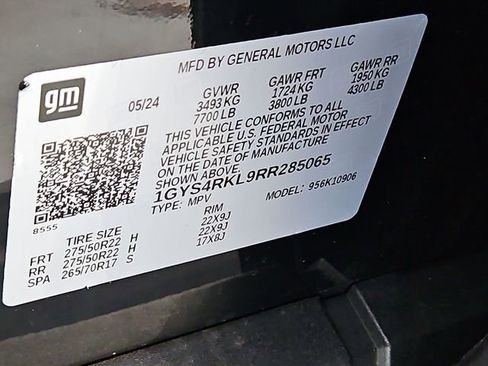 gm
MFD BY GENERAL MOTORS LLC
05/24
GVWR GAWR FRT GAWR RR
3493 KG 1724 KG 1950 KG
7700 LB 3800 LB 4300 LB
THIS VEHICLE CONFORMS TO ALL
APPLICABLE U.S. FEDERAL MOTOR
VEHICLE SAFETY STANDARDS IN EFFECT
ON THE DATE OF MANUFACTURE
SHOWN ABOVE.
1GYS4RKL9RR285065
TYPE: MPV MODEL: 956K10906
8555
TIRE SIZE RIM
FRT 275/50R22 H 22X9J
RR 275/50R22 H 22X9J
SPA 265/70R17 S 17X8J